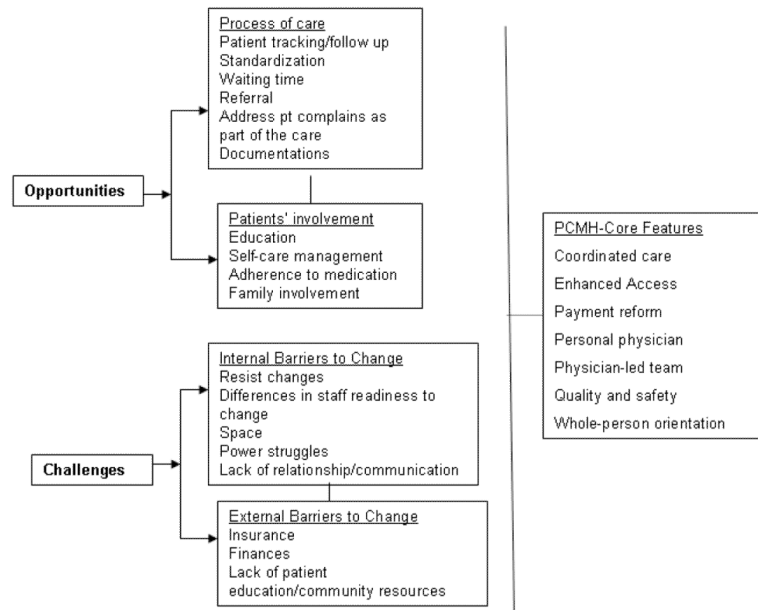 Process of care
Patient tracking/follow up
Standardization
Waiting time
Referral
Address pt complains as
part of the care
Documentations
Opportunities
Patients' involvement
Education
Self-care management
Adherence to medication
Family involvement
Internal Barriers to Change
Resist changes
Differences in staff readiness to
change
Space
Power struggles
Lack of relationship/communication
Challenges
External Barriers to Change
Insurance
Finances
Lack of patient
education/community resources
PCMH-Core Features
Coordinated care
Enhanced Access
Payment reform
Personal physician
Physician-led team
Quality and safety
Whole-person orientation